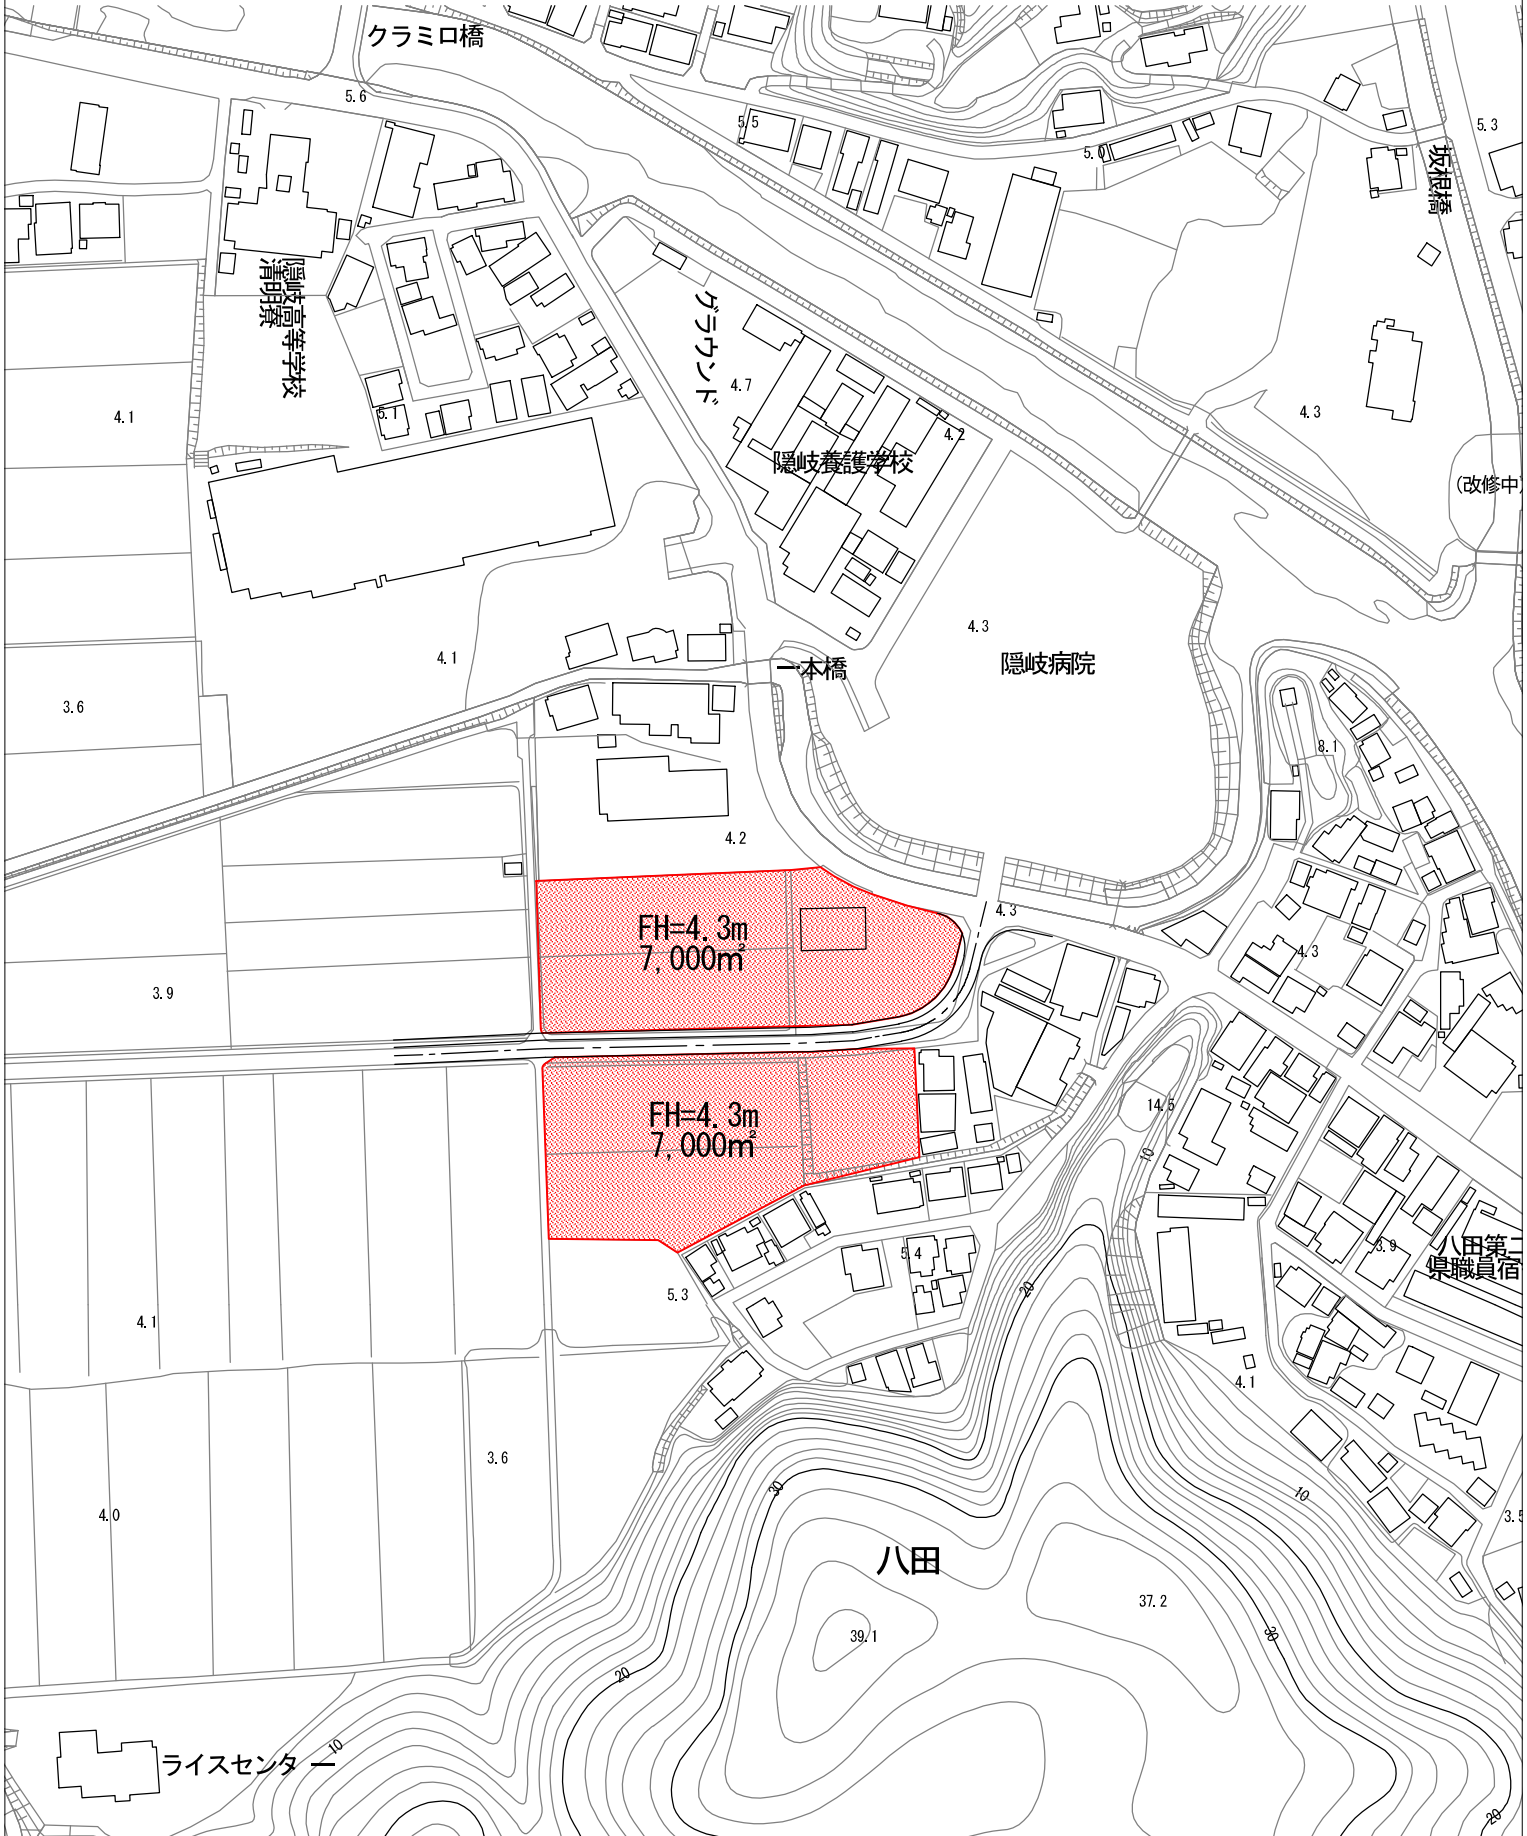 クラミロ橋
5.6
5.5
5.0
5.3
坂根橋
隠岐高等学校
清明寮
グラウンド
4.7
4.1
5.1
4.2
4.3
隠岐養護学校
(改修中)
4.3
隠岐病院
4.1
一本橋
3.6
8.1
4.2
4.3
FH=4.3m
7,000㎡
4.3
3.9
14.5
10
FH=4.3m
7,000㎡
3.9
八田第二
県職員宿
5.4
5.3
20
4.1
4.1
3.6
30
10
4.0
3.5
八田
37.2
39.1
30
20
ライスセンター
10
20